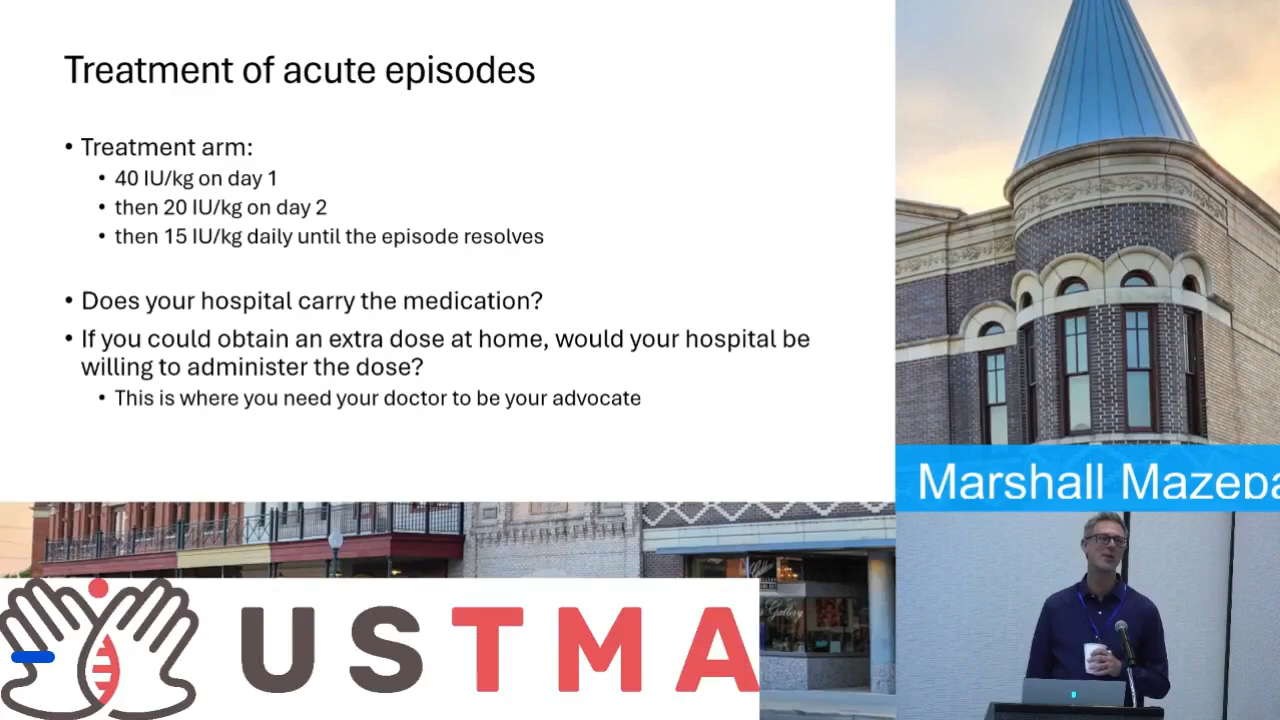 Treatment of acute episodes
• Treatment arm:
• 40 IU/kg on day 1
• then 20 IU/kg on day 2
• then 15 IU/kg daily until the episode resolves
• Does your hospital carry the medication?
• If you could obtain an extra dose at home, would your hospital be
willing to administer the dose?
• This is where you need your doctor to be your advocate
Marshall Mazepa
USTMA
Gallery